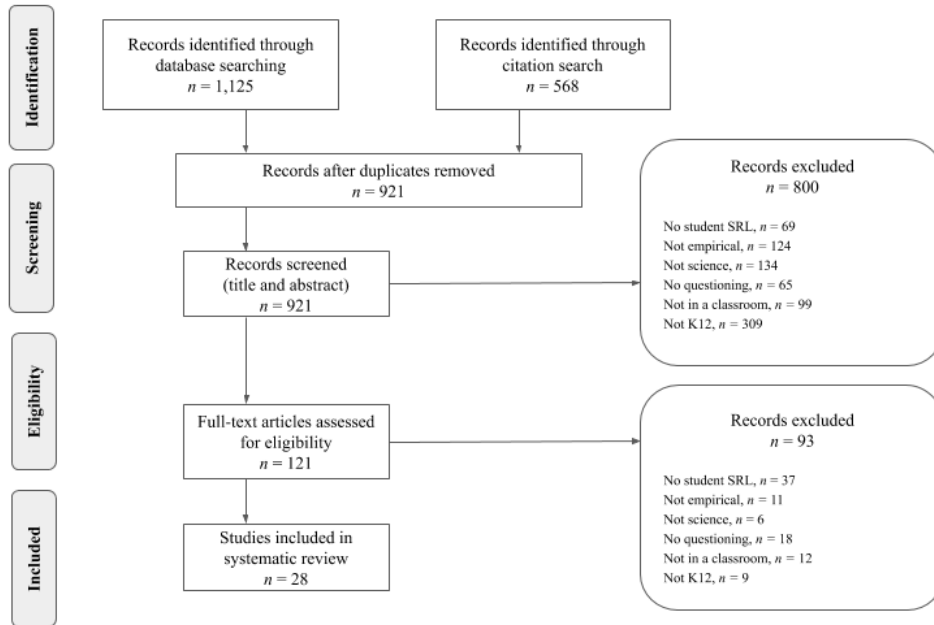 Identification
Records identified through
database searching
n = 1,125
Records identified through
citation search
n = 568
Screening
Records after duplicates removed
n = 921
Records screened
(title and abstract)
n = 921
Records excluded
n = 800
No student SRL, n = 69
Not empirical, n = 124
Not science, n = 134
No questioning, n = 65
Not in a classroom, n = 99
Not K12, n = 309
Eligibility
Full-text articles assessed
for eligibility
n = 121
Records excluded
n = 93
No student SRL, n = 37
Not empirical, n = 11
Not science, n = 6
No questioning, n = 18
Not in a classroom, n = 12
Not K12, n = 9
Included
Studies included in
systematic review
n = 28